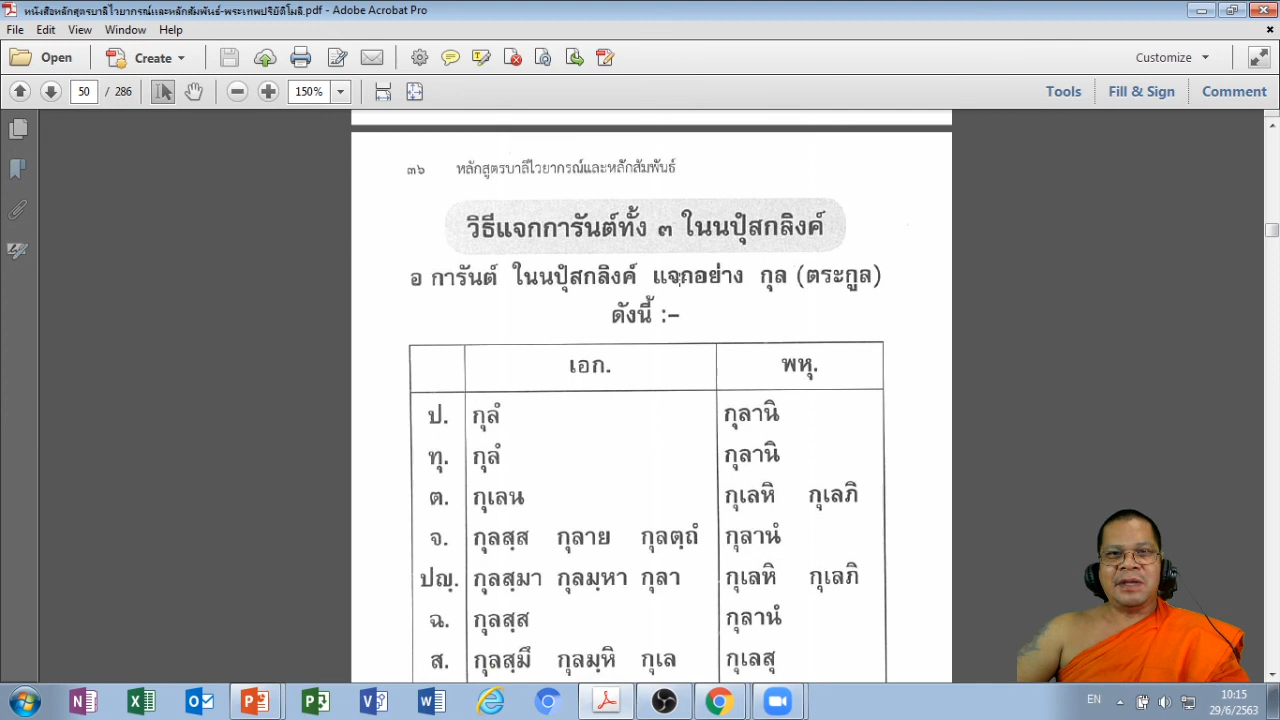 หนังสือหลักสูตรบาลีไวยากรณ์และหลักสัมพันธ์-พระเทพปริยัติโมลี.pdf - Adobe Acrobat Pro
File Edit View Window Help
Open Create Customize
50 / 286 150% Tools Fill & Sign Comment
๓๖ หลักสูตรบาลีไวยากรณ์และหลักสัมพันธ์
วิธีแจกการันต์ทั้ง ๓ ในนปุํสกลิงค์
อ การันต์ ในนปุํสกลิงค์ แจกอย่าง กุล (ตระกูล)
ดังนี้ :-
เอก. พหุ.
ป. กุลํ กุลานิ
ทุ. กุลํ กุลานิ
ต. กุเลน กุเลหิ กุเลภิ
จ. กุลสฺส กุลาย กุลตฺถํ กุลานํ
ปญฺ. กุลสฺมา กุลมฺหา กุลา กุเลหิ กุเลภิ
ฉ. กุลสฺส กุลานํ
ส. กุลสฺมึ กุลมฺหิ กุเล กุเลสุ
EN 10:15
29/6/2563